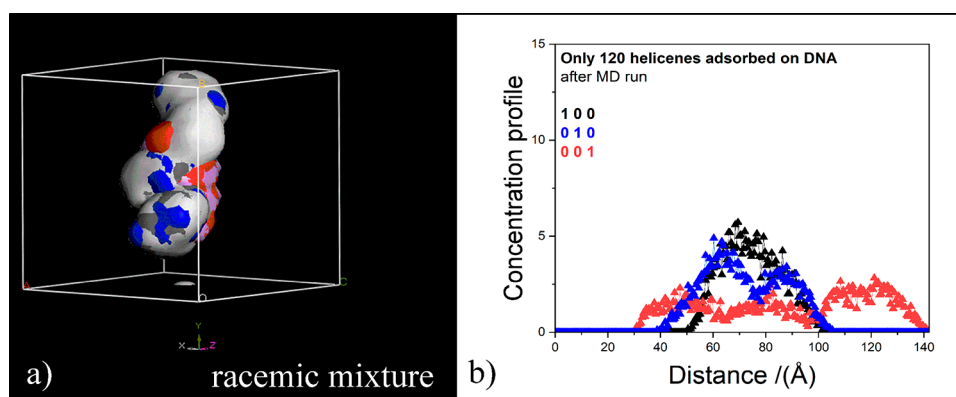 a)
racemic mixture
A
B
C
O
X
Y
Z
b)
Concentration profile
15
10
5
0
Only 120 helicenes adsorbed on DNA
after MD run
1 0 0
0 1 0
0 0 1
0 20 40 60 80 100 120 140
Distance /(Å)